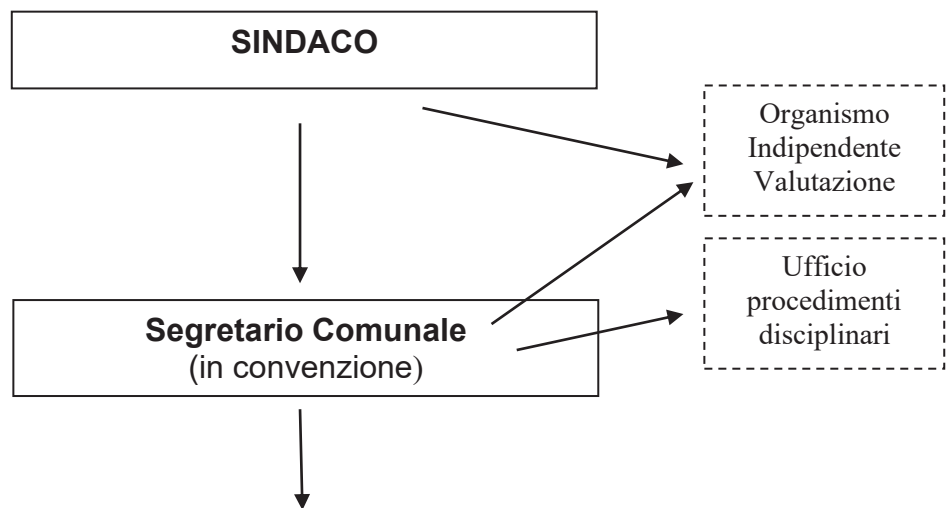 SINDACO
Organismo
Indipendente
Valutazione
Ufficio
procedimenti
disciplinari
Segretario Comunale
(in convenzione)